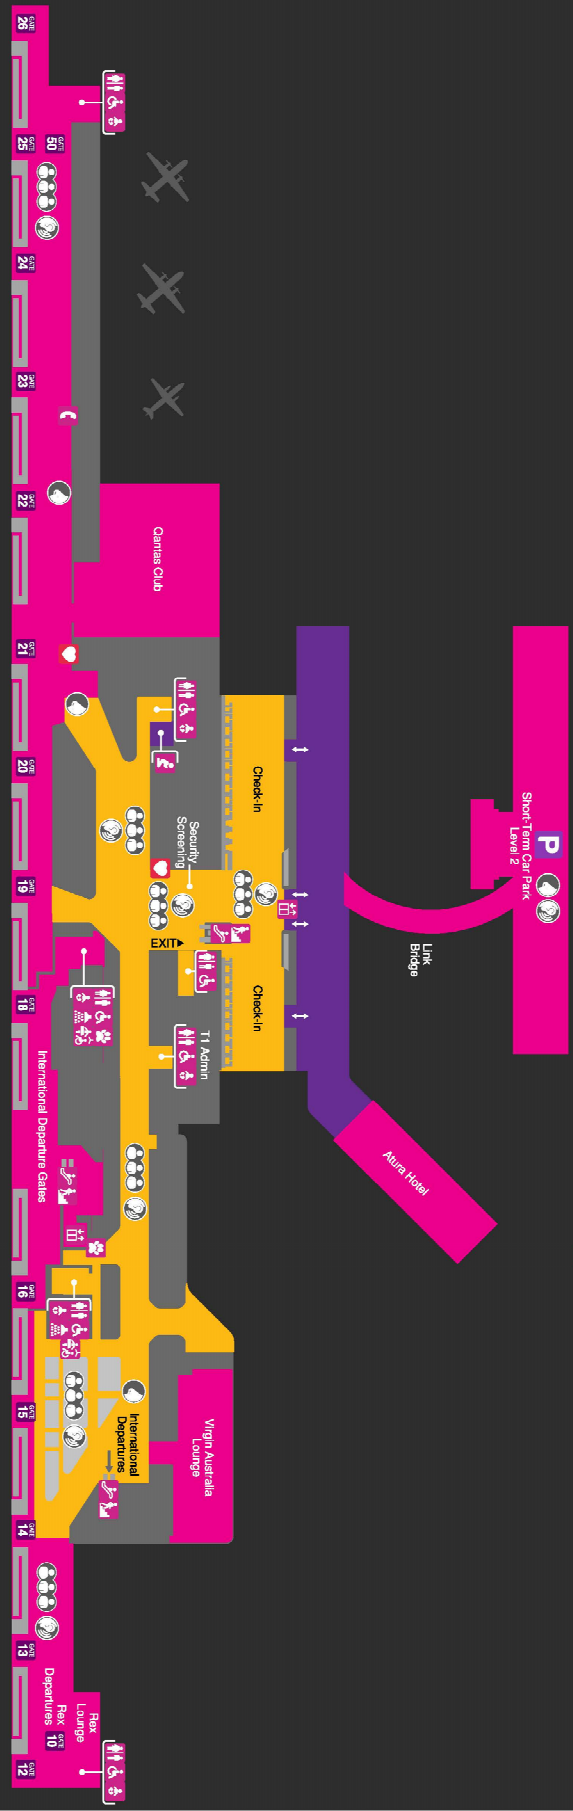 P
Short-Term Car Park
Level 2
Link
Bridge
Atura Hotel
Check-In
Check-In
Qantas Club
Security
Screening
EXIT
T1 Admin
Virgin Australia
Lounge
International
Departures
Rex
Lounge
Rex
Departures
International Departure Gates
GATE
50
GATE
10
GATE
26
GATE
25
GATE
24
GATE
23
GATE
22
GATE
21
GATE
20
GATE
19
GATE
18
GATE
16
GATE
15
GATE
14
GATE
13
GATE
12